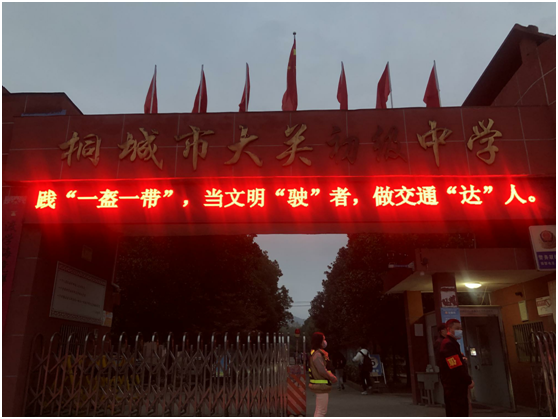 桐城市大关初级中学
践“一盔一带”，当文明“驶”者，做交通“达”人。